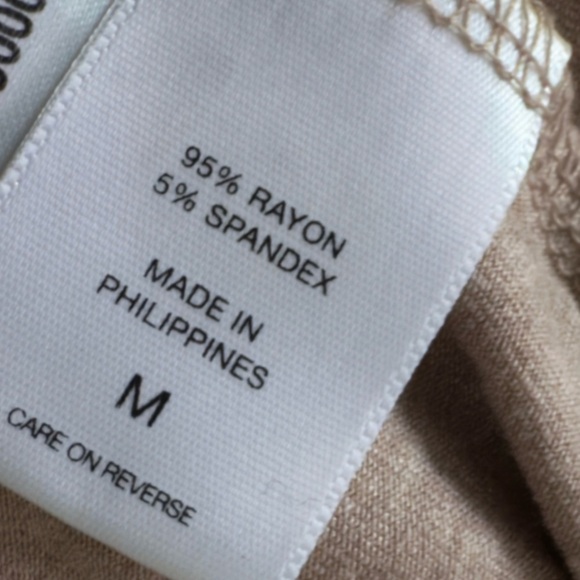 95% RAYON
5% SPANDEX
MADE IN
PHILIPPINES
M
CARE ON REVERSE